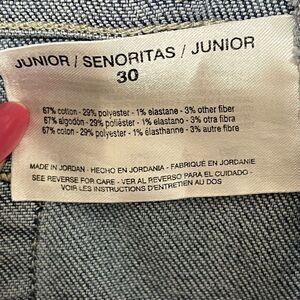 JUNIOR / SEÑORITAS / JUNIOR
30
67% cotton - 29% polyester - 1% elastane - 3% other fiber
67% algodón - 29% poliéster - 1% elastano - 3% otra fibra
67% coton - 29% polyester - 1% élasthanne - 3% autre fibre
MADE IN JORDAN - HECHO EN JORDANIA - FABRIQUÉ EN JORDANIE
SEE REVERSE FOR CARE - VER AL REVERSO PARA EL CUIDADO -
VOIR LES INSTRUCTIONS D'ENTRETIEN AU DOS